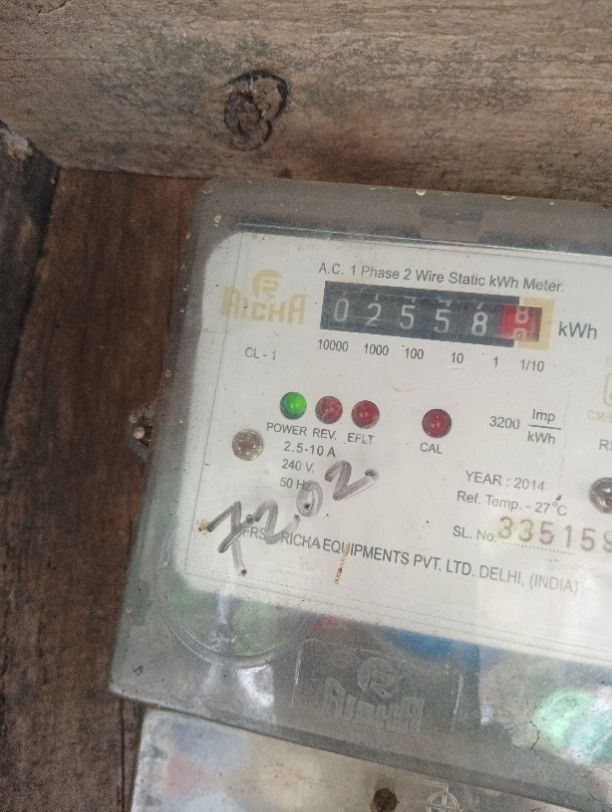 A.C. 1 Phase 2 Wire Static kWh Meter.
RICHA
0 2 5 5 8 8 kWh
10000 1000 100 10 1 1/10
CL - 1
POWER REV. EFLT CAL
3200 Imp/kWh
2.5-10 A
240 V.
50 H
YEAR : 2014
Ref. Temp. - 27°C
7202
SL. No. 335159
RICHA EQUIPMENTS PVT. LTD. DELHI, (INDIA)
RICHA